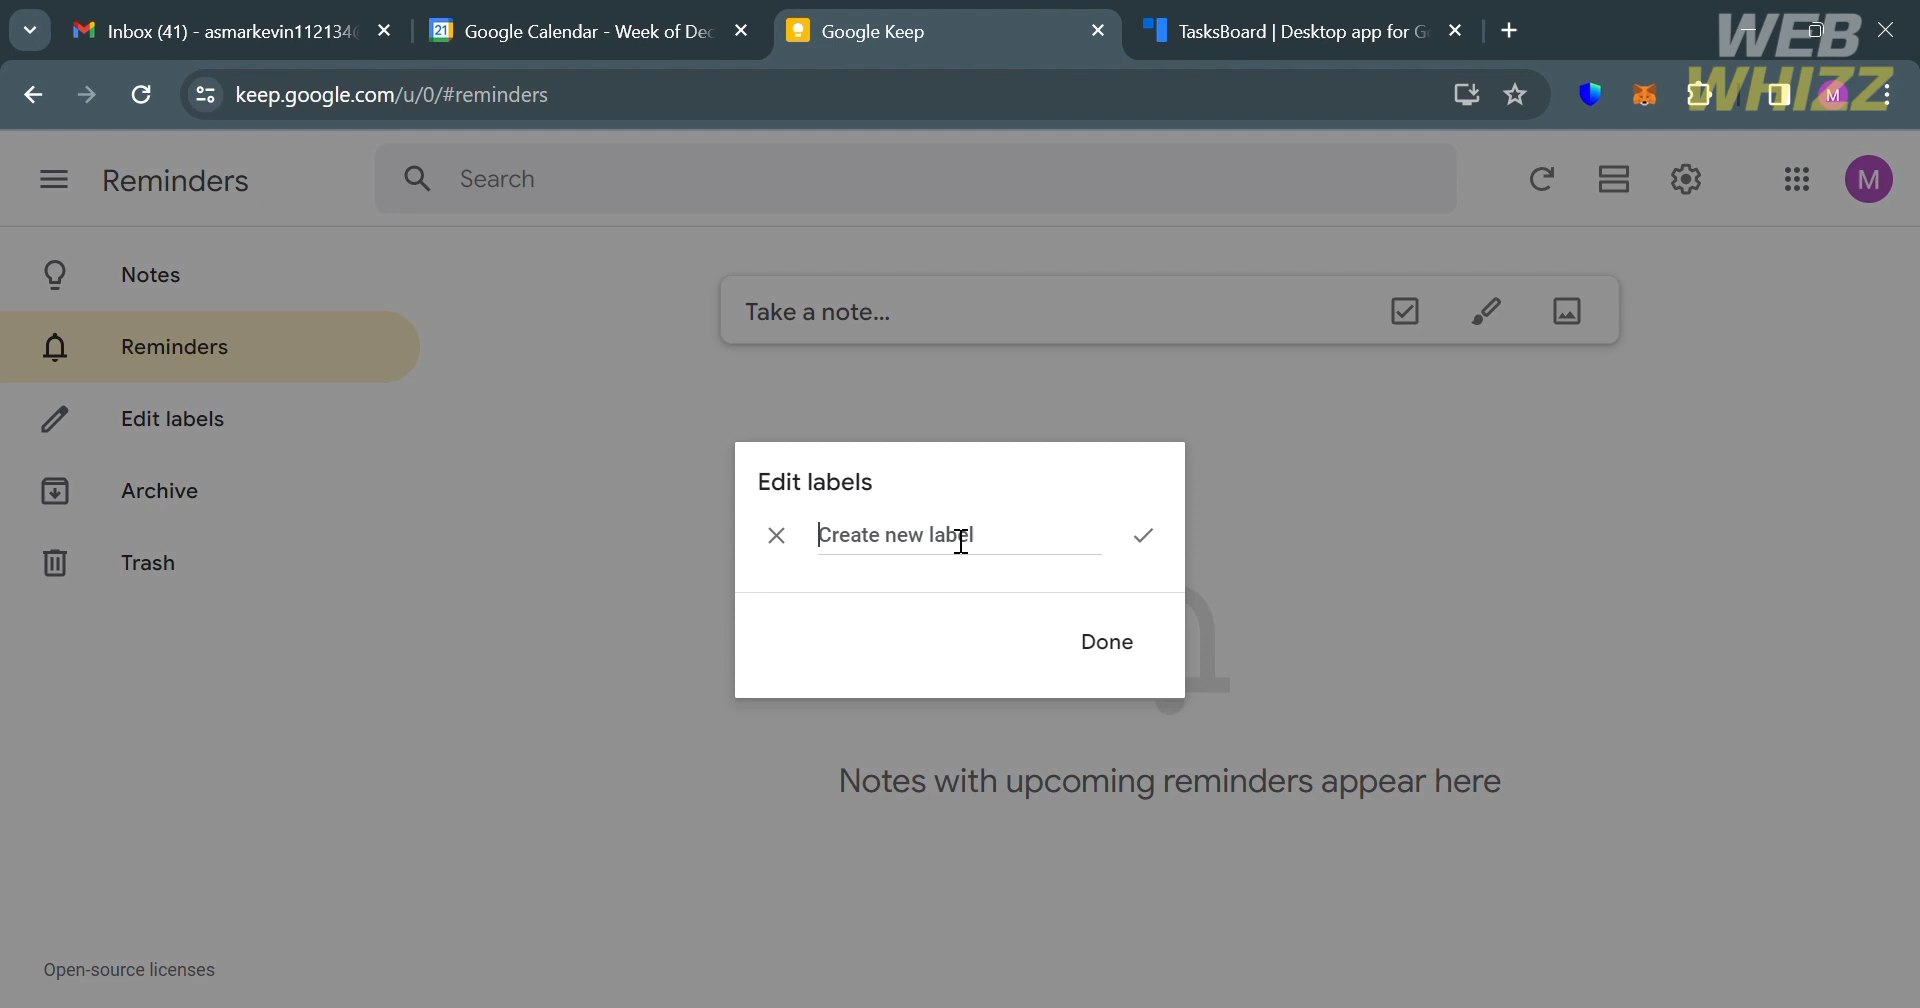 Inbox (41) - asmarkevin112134
Google Calendar - Week of Dec
Google Keep
TasksBoard | Desktop app for G
WEB
WHIZZ
keep.google.com/u/0/#reminders
M
Reminders
Search
M
Notes
Reminders
Edit labels
Archive
Trash
Take a note...
Edit labels
Create new label
Done
Notes with upcoming reminders appear here
Open-source licenses
21